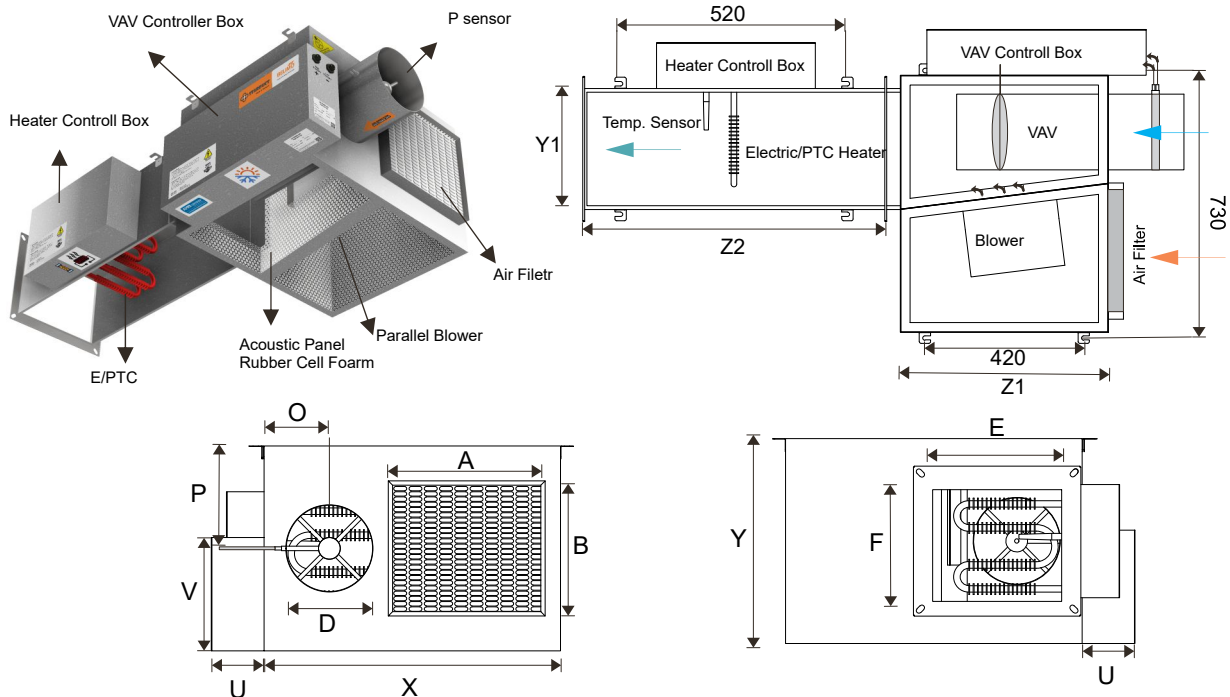 VAV Controller Box
P sensor
Heater Controll Box
Air Filetr
Parallel Blower
Acoustic Panel
Rubber Cell Foarm
E/PTC
520
Heater Controll Box
VAV Controll Box
Temp. Sensor
Electric/PTC Heater
VAV
Y1
Z2
Blower
Air Filter
730
420
Z1
O
A
P
B
V
D
U
X
E
Y
F
U